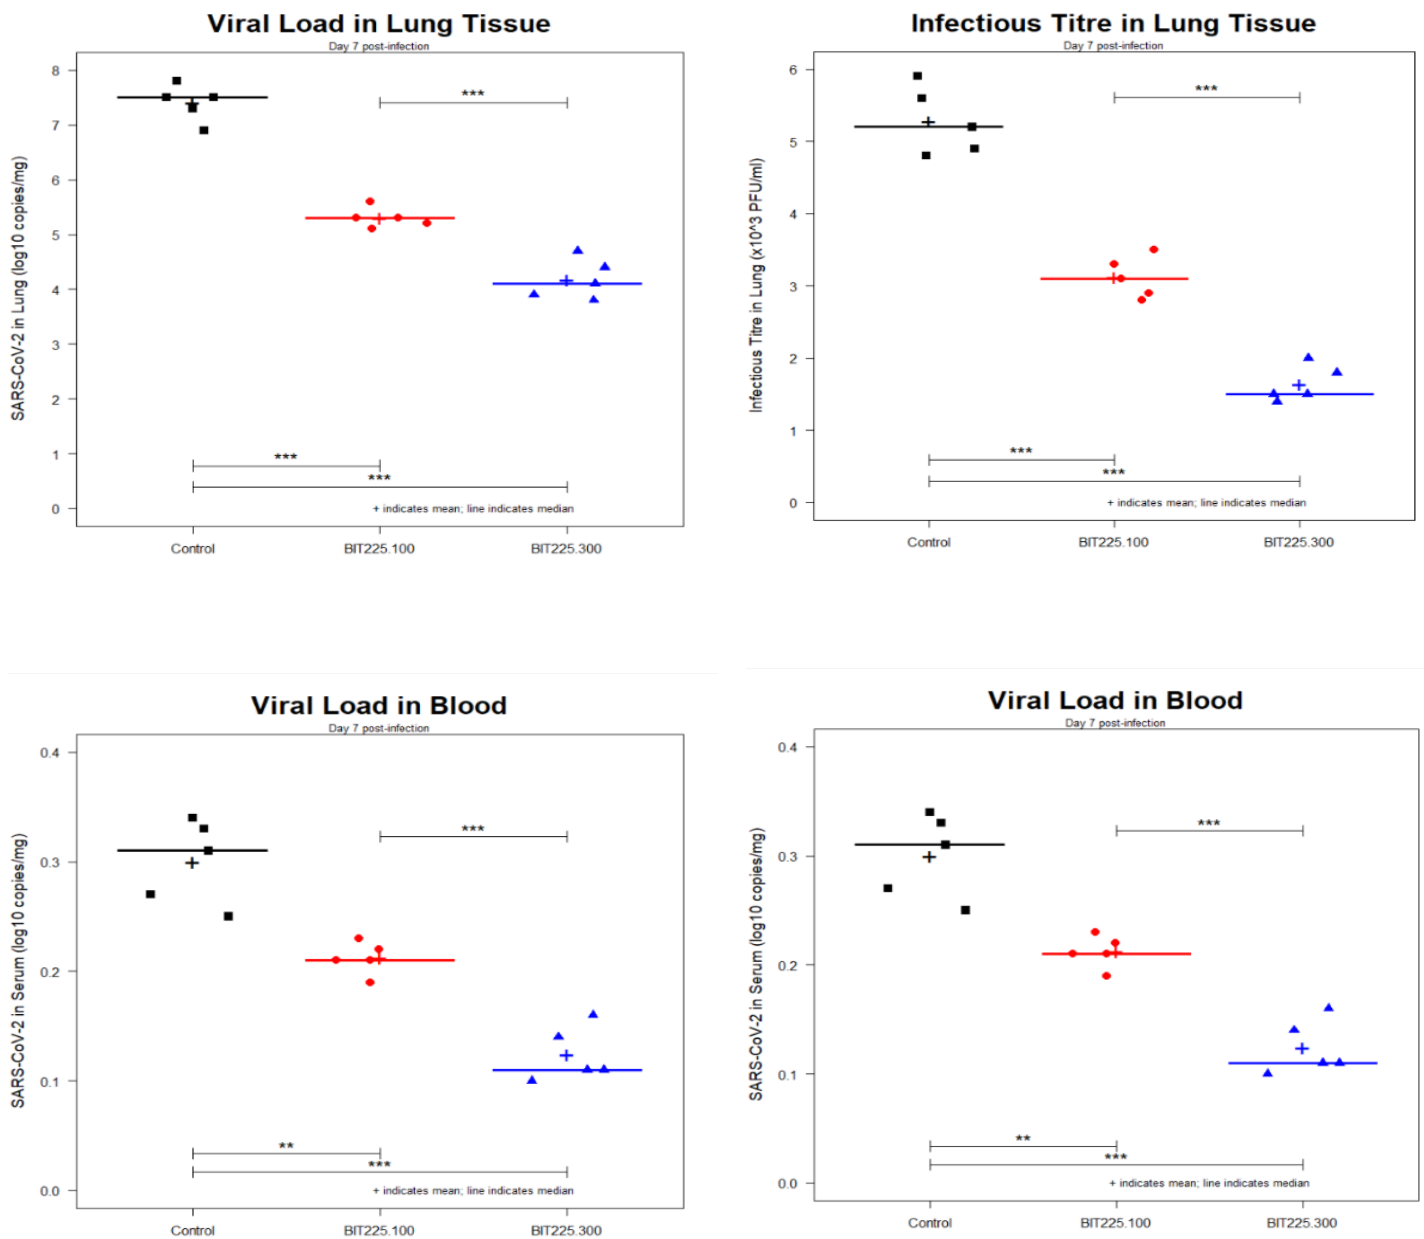 Viral Load in Lung Tissue
Day 7 post-infection
SARS-CoV-2 in Lung (log10 copies/mg)
8
7
6
5
4
3
2
1
0
***
***
***
+ indicates mean; line indicates median
Control
BIT225.100
BIT225.300
Infectious Titre in Lung Tissue
Day 7 post-infection
Infectious Titre in Lung (x10^3 PFU/ml)
6
5
4
3
2
1
0
***
***
***
+ indicates mean; line indicates median
Control
BIT225.100
BIT225.300
Viral Load in Blood
Day 7 post-infection
SARS-CoV-2 in Serum (log10 copies/mg)
0.4
0.3
0.2
0.1
0.0
***
**
***
+ indicates mean; line indicates median
Control
BIT225.100
BIT225.300
Viral Load in Blood
Day 7 post-infection
SARS-CoV-2 in Serum (log10 copies/mg)
0.4
0.3
0.2
0.1
0.0
***
**
***
+ indicates mean; line indicates median
Control
BIT225.100
BIT225.300